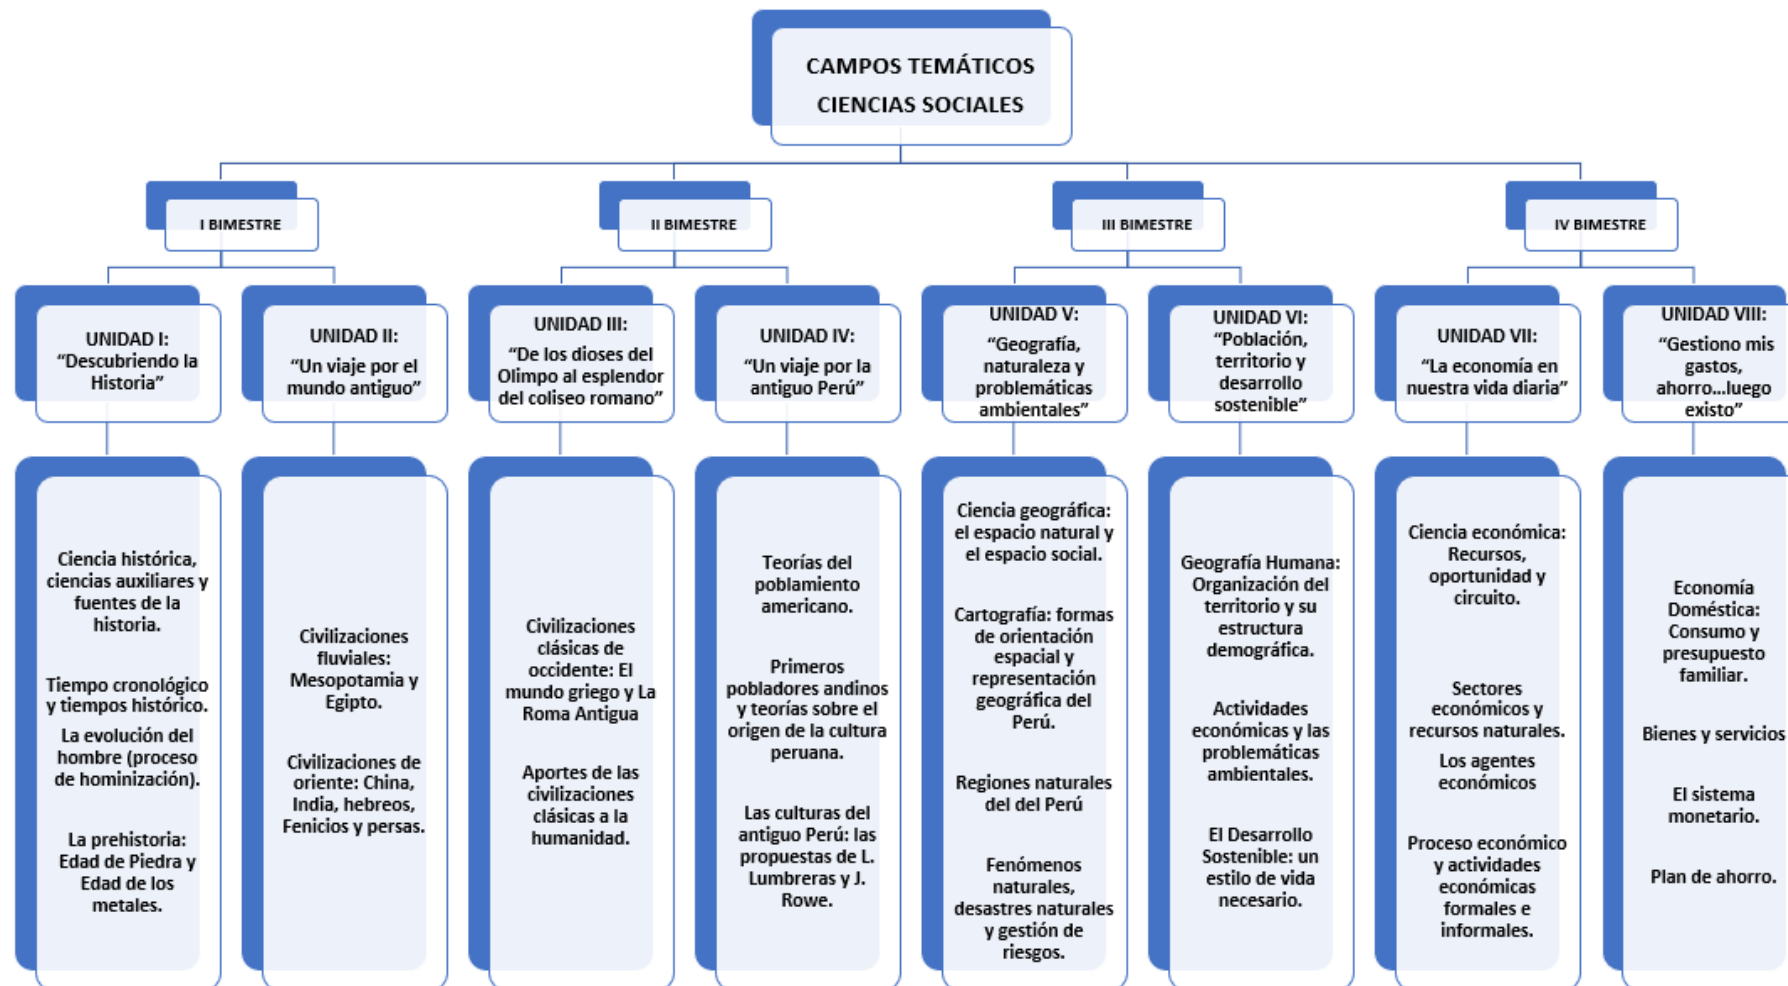 CAMPOS TEMÁTICOS
CIENCIAS SOCIALES
I BIMESTRE
II BIMESTRE
III BIMESTRE
IV BIMESTRE
UNIDAD I:
“Descubriendo la
Historia”
UNIDAD II:
“Un viaje por el
mundo antiguo”
UNIDAD III:
“De los dioses del
Olimpo al esplendor
del coliseo romano”
UNIDAD IV:
“Un viaje por la
antiguo Perú”
UNIDAD V:
“Geografía,
naturaleza y
problemáticas
ambientales”
UNIDAD VI:
“Población,
territorio y
desarrollo
sostenible”
UNIDAD VII:
“La economía en
nuestra vida diaria”
UNIDAD VIII:
“Gestiono mis
gastos,
ahorro...luego
existo”
Ciencia histórica,
ciencias auxiliares y
fuentes de la
historia.
Tiempo cronológico
y tiempos histórico.
La evolución del
hombre (proceso
de hominización).
La prehistoria:
Edad de Piedra y
Edad de los
metales.
Civilizaciones
fluviales:
Mesopotamia y
Egipto.
Civilizaciones de
oriente: China,
India, hebreos,
Fenicios y persas.
Civilizaciones
clásicas de
occidente: El
mundo griego y La
Roma Antigua
Aportes de las
civilizaciones
clásicas a la
humanidad.
Teorías del
poblamiento
americano.
Primeros
pobladores andinos
y teorías sobre el
origen de la cultura
peruana.
Las culturas del
antiguo Perú: las
propuestas de L.
Lumbreras y J.
Rowe.
Ciencia geográfica:
el espacio natural y
el espacio social.
Cartografía: formas
de orientación
espacial y
representación
geográfica del
Perú.
Regiones naturales
del del Perú
Fenómenos
naturales,
desastres naturales
y gestión de
riesgos.
Geografía Humana:
Organización del
territorio y su
estructura
demográfica.
Actividades
económicas y las
problemáticas
ambientales.
El Desarrollo
Sostenible: un
estilo de vida
necesario.
Ciencia económica:
Recursos,
oportunidad y
circuito.
Sectores
económicos y
recursos naturales.
Los agentes
económicos
Proceso económico
y actividades
económicas
formales e
informales.
Economía
Doméstica:
Consumo y
presupuesto
familiar.
Bienes y servicios
El sistema
monetario.
Plan de ahorro.